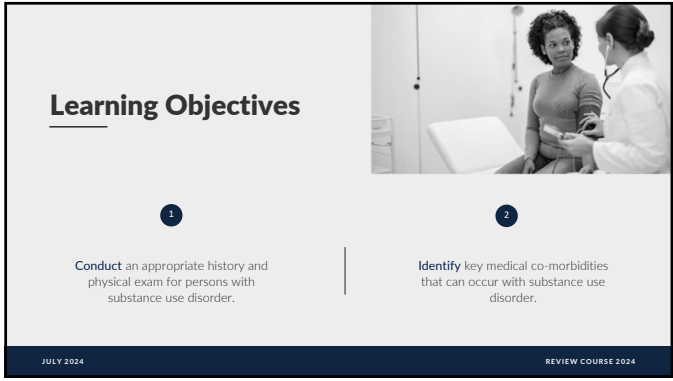 Learning Objectives
1
Conduct an appropriate history and
physical exam for persons with
substance use disorder.
2
Identify key medical co-morbidities
that can occur with substance use
disorder.
JULY 2024
REVIEW COURSE 2024